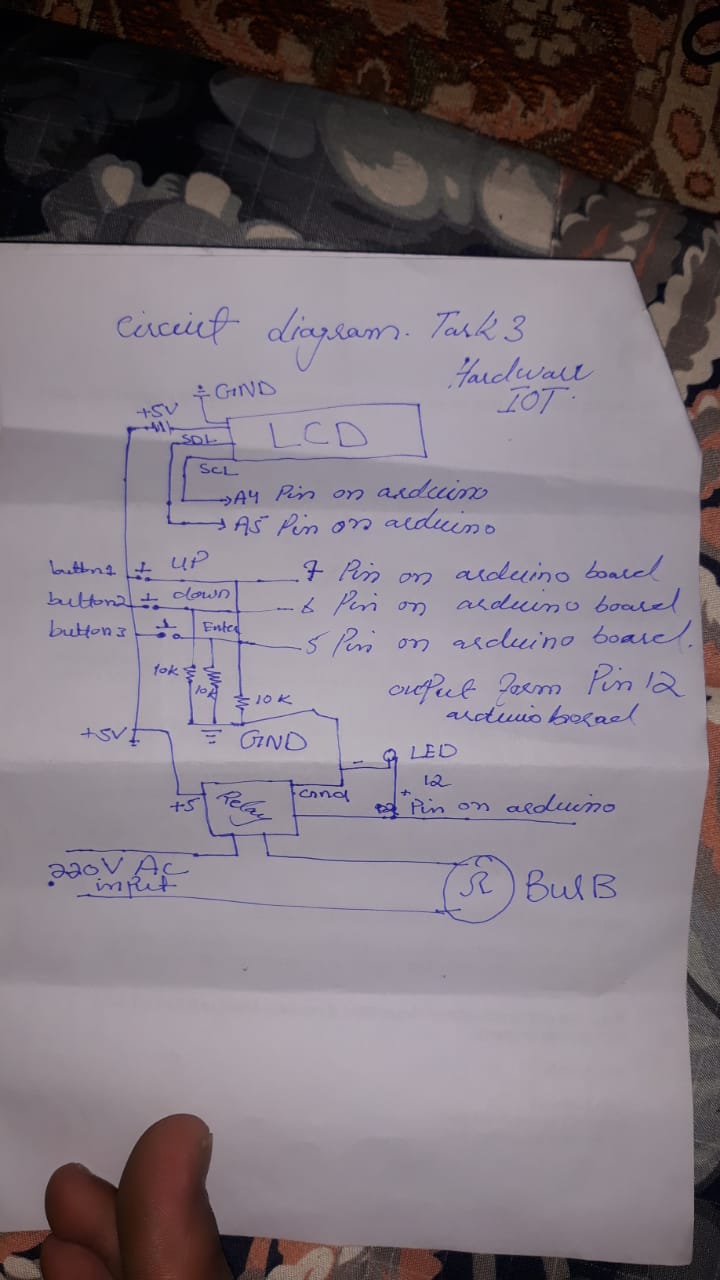 Circuit diagram. Task 3
Hardware
IOT.
GND
+5V
LCD
SDL
SCL
A4 Pin on arduino
A5 Pin on arduino
button1 UP 7 Pin on arduino board
button2 down 6 Pin on arduino board
button3 Enter 5 Pin on arduino board.
10k 10k 10K
output form Pin 12
arduino borad
+5V GND
LED
- 12
+5 Relay Grnd + Pin on arduino
220V AC
input
BulB